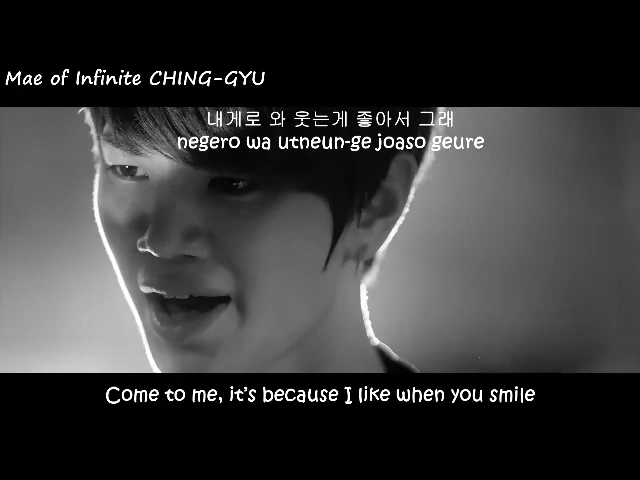 Mae of Infinite CHING-GYU
내게로 와 웃는게 좋아서 그래
negero wa utneun-ge joaso geure
Come to me, it's because I like when you smile